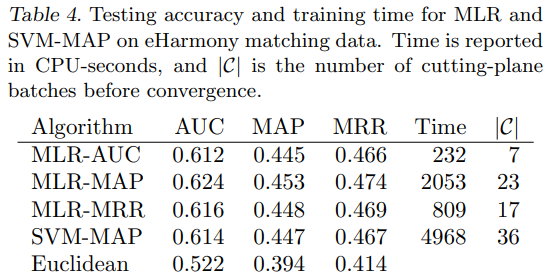 Table 4. Testing accuracy and training time for MLR and
SVM-MAP on eHarmony matching data. Time is reported
in CPU-seconds, and |C| is the number of cutting-plane
batches before convergence.
Algorithm AUC MAP MRR Time |C|
MLR-AUC 0.612 0.445 0.466 232 7
MLR-MAP 0.624 0.453 0.474 2053 23
MLR-MRR 0.616 0.448 0.469 809 17
SVM-MAP 0.614 0.447 0.467 4968 36
Euclidean 0.522 0.394 0.414